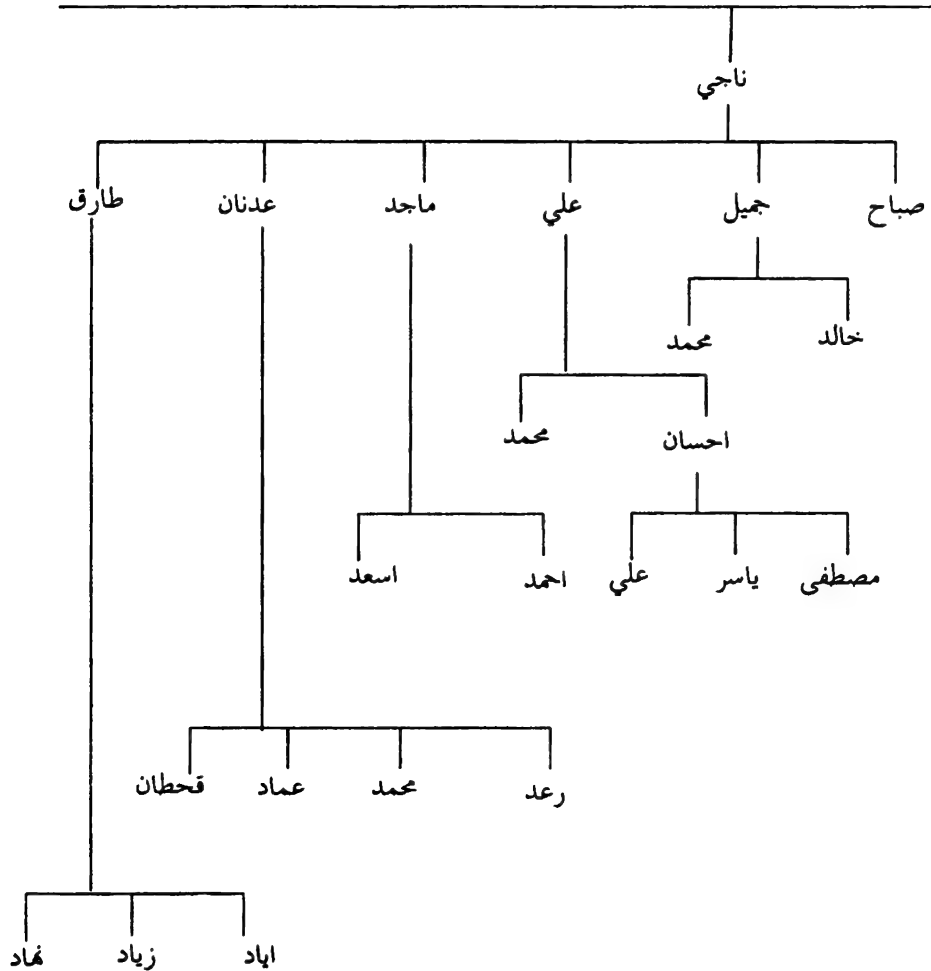 ناجي
صباح جميل علي ماجد عدنان طارق
خالد محمد
احسان محمد
مصطفى ياسر علي احمد اسعد
رعد محمد عماد قحطان
اياد زياد نهاد